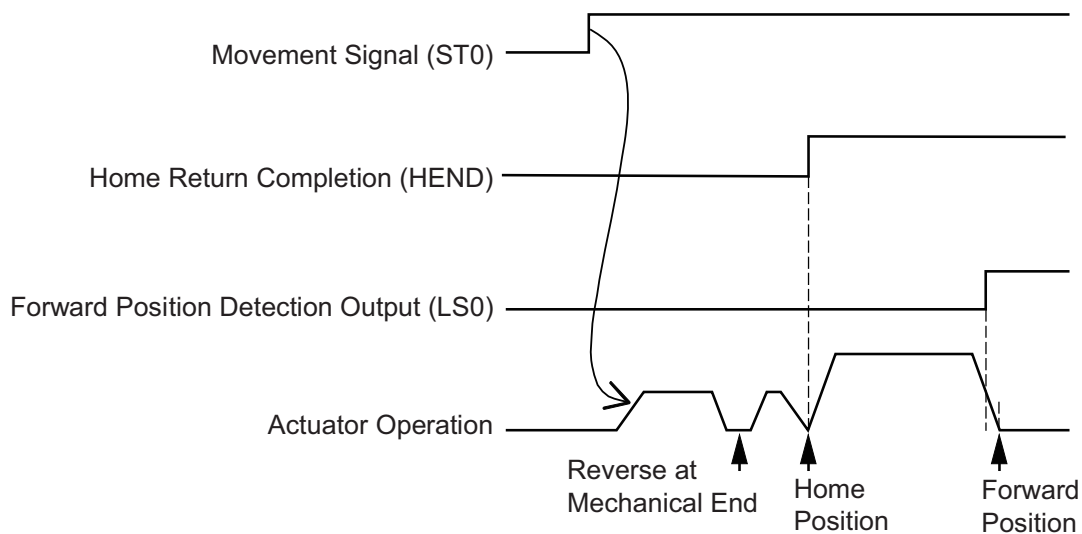 Movement Signal (ST0)
Home Return Completion (HEND)
Forward Position Detection Output (LS0)
Actuator Operation
Reverse at
Mechanical End
Home
Position
Forward
Position